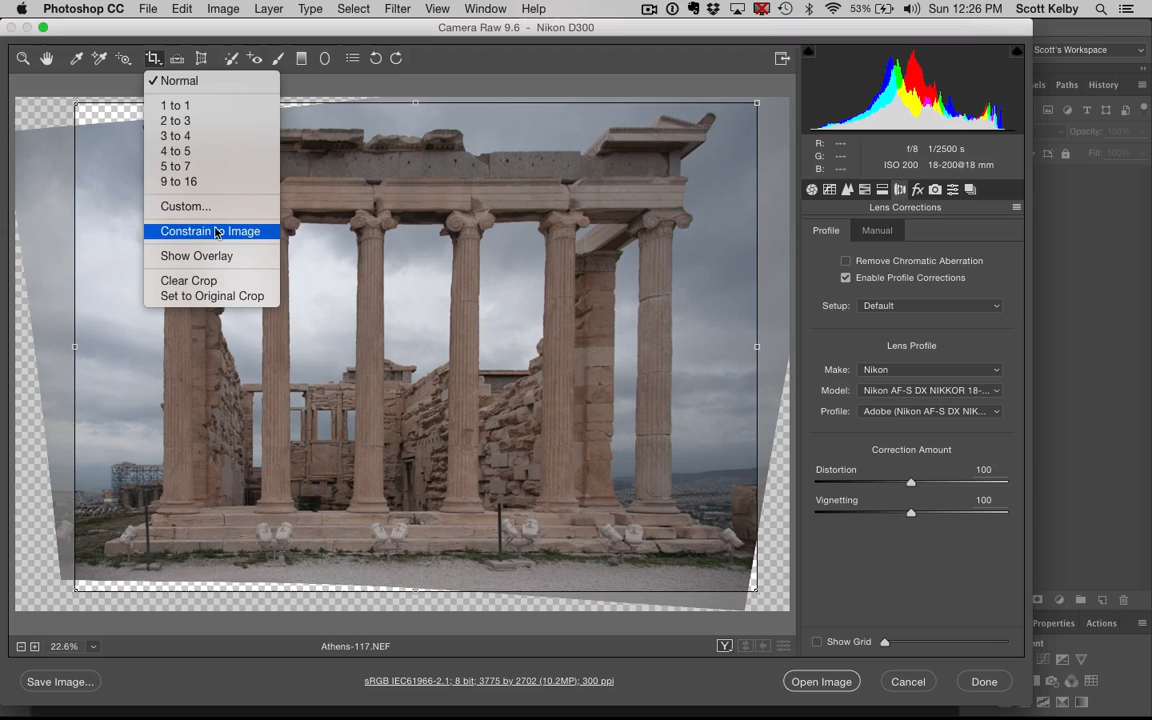 Photoshop CC File Edit Image Layer Type Select Filter View Window Help 53% Sun 12:26 PM Scott Kelby
Camera Raw 9.6 - Nikon D300
Scott's Workspace
Normal
1 to 1
2 to 3
3 to 4
4 to 5
5 to 7
9 to 16
Custom...
Constrain to Image
Show Overlay
Clear Crop
Set to Original Crop
R: ---
G: ---
B: ---
f/8 1/2500 s
ISO 200 18-200@18 mm
Lens Corrections
Profile Manual
Remove Chromatic Aberration
Enable Profile Corrections
Setup: Default
Lens Profile
Make: Nikon
Model: Nikon AF-S DX NIKKOR 18-...
Profile: Adobe (Nikon AF-S DX NIK...
Correction Amount
Distortion 100
Vignetting 100
Show Grid
Paths History
Opacity: 100%
Fill: 100%
Properties Actions
22.6% Athens-117.NEF Y
Save Image... sRGB IEC61966-2.1; 8 bit; 3775 by 2702 (10.2MP); 300 ppi Open Image Cancel Done